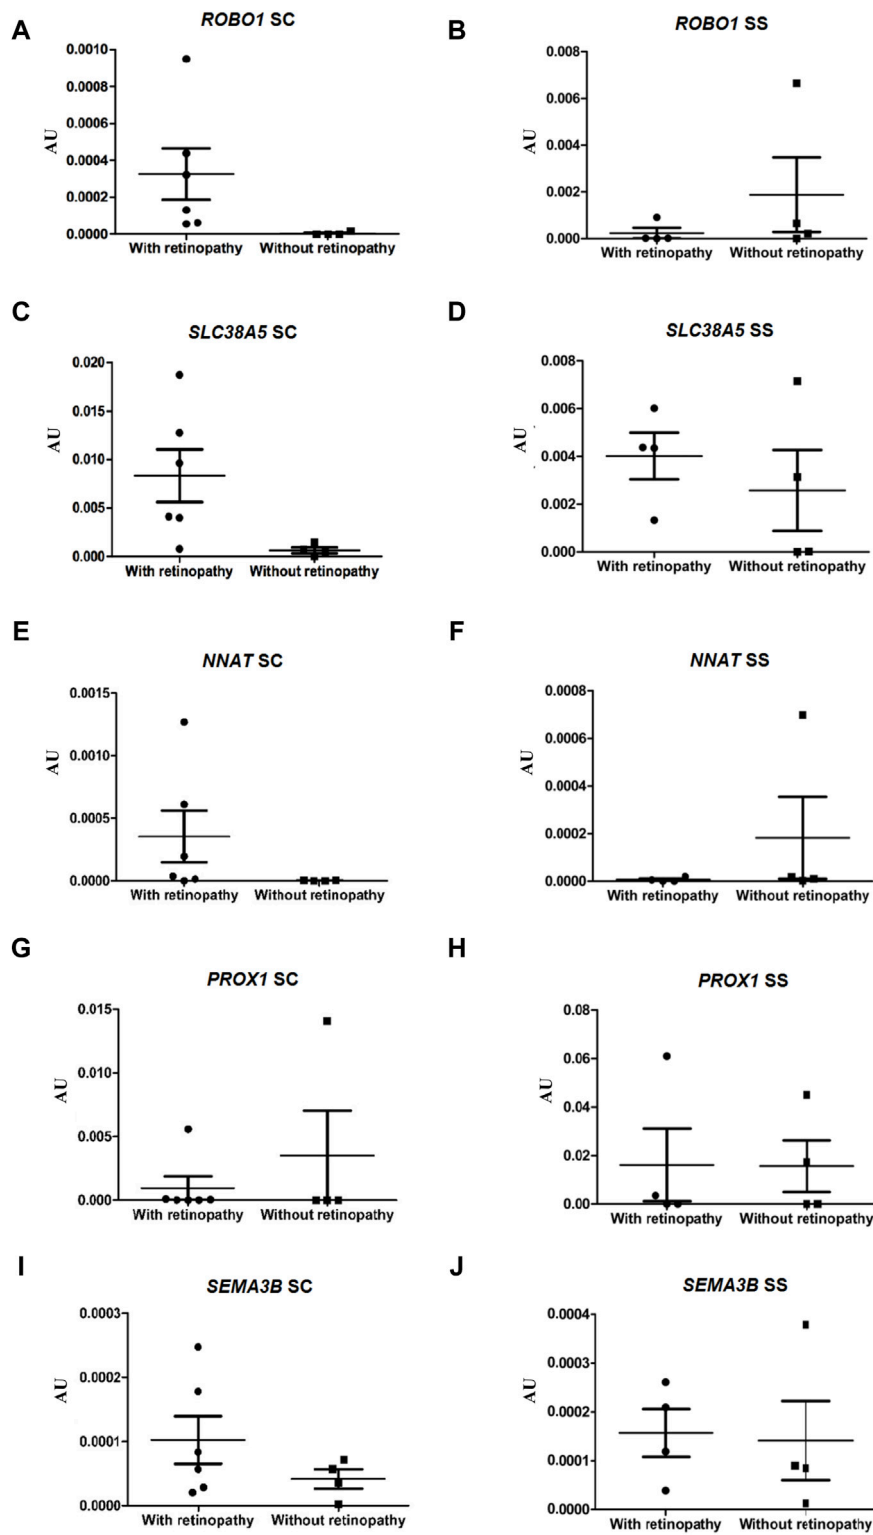 A
ROBO1 SC
0.0010
0.0008
0.0006
0.0004
0.0002
0.0000
AU
With retinopathy Without retinopathy
B
ROBO1 SS
0.008
0.006
0.004
0.002
0.000
AU
With retinopathy Without retinopathy
C
SLC38A5 SC
0.020
0.015
0.010
0.005
0.000
AU
With retinopathy Without retinopathy
D
SLC38A5 SS
0.008
0.006
0.004
0.002
0.000
AU
With retinopathy Without retinopathy
E
NNAT SC
0.0015
0.0010
0.0005
0.0000
AU
With retinopathy Without retinopathy
F
NNAT SS
0.0008
0.0006
0.0004
0.0002
0.0000
AU
With retinopathy Without retinopathy
G
PROX1 SC
0.015
0.010
0.005
0.000
AU
With retinopathy Without retinopathy
H
PROX1 SS
0.08
0.06
0.04
0.02
0.00
AU
With retinopathy Without retinopathy
I
SEMA3B SC
0.0003
0.0002
0.0001
0.0000
AU
With retinopathy Without retinopathy
J
SEMA3B SS
0.0004
0.0003
0.0002
0.0001
0.0000
AU
With retinopathy Without retinopathy